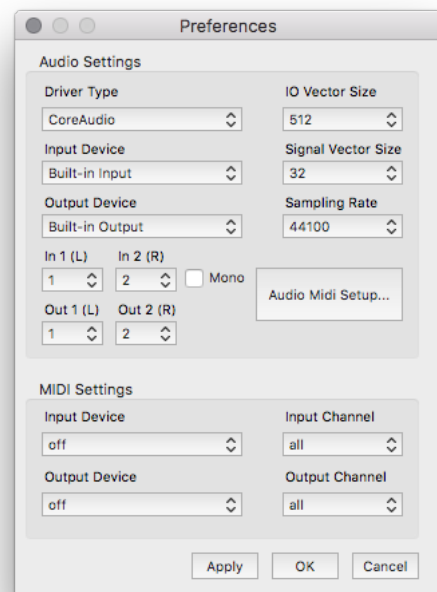 Preferences
Audio Settings
Driver Type IO Vector Size
CoreAudio 512
Input Device Signal Vector Size
Built-in Input 32
Output Device Sampling Rate
Built-in Output 44100
In 1 (L) In 2 (R)
1 2 Mono
Audio Midi Setup...
Out 1 (L) Out 2 (R)
1 2
MIDI Settings
Input Device Input Channel
off all
Output Device Output Channel
off all
Apply OK Cancel